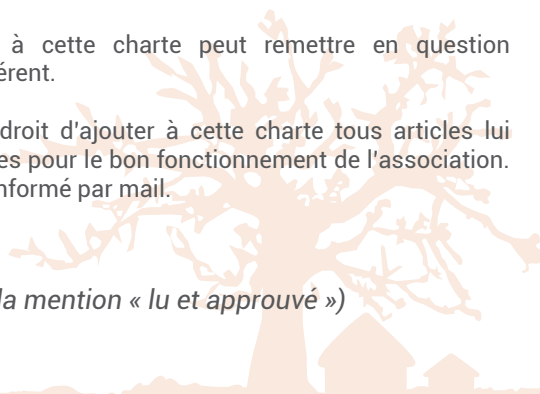 à cette charte peut remettre en question
érent.
droit d'ajouter à cette charte tous articles lui
es pour le bon fonctionnement de l'association.
nformé par mail.
la mention « lu et approuvé »)